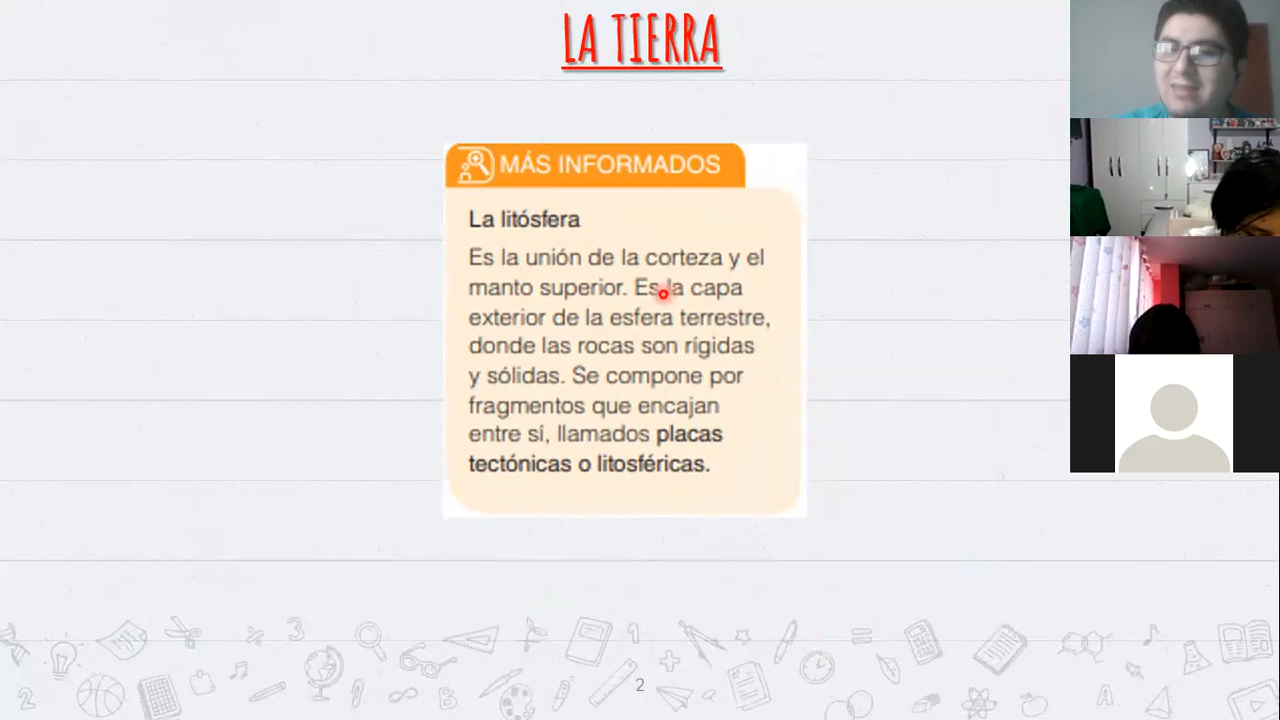 LA TIERRA
MÁS INFORMADOS
La litósfera
Es la unión de la corteza y el
manto superior. Es la capa
exterior de la esfera terrestre,
donde las rocas son rígidas
y sólidas. Se compone por
fragmentos que encajan
entre sí, llamados placas
tectónicas o litosféricas.
2